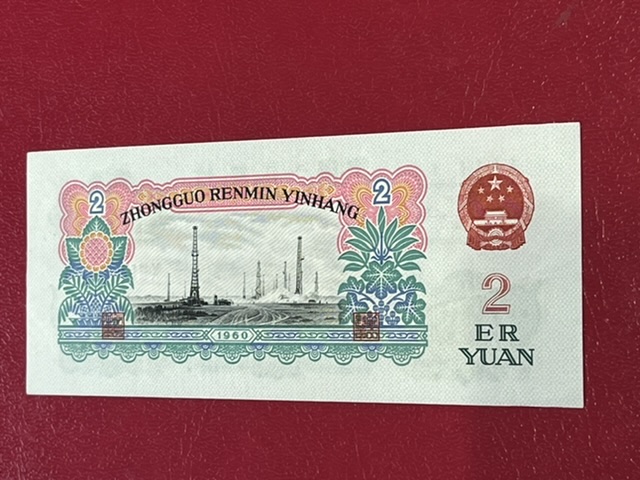 2
ZHONGGUO RENMIN YINHANG
2
1960
2
ER
YUAN